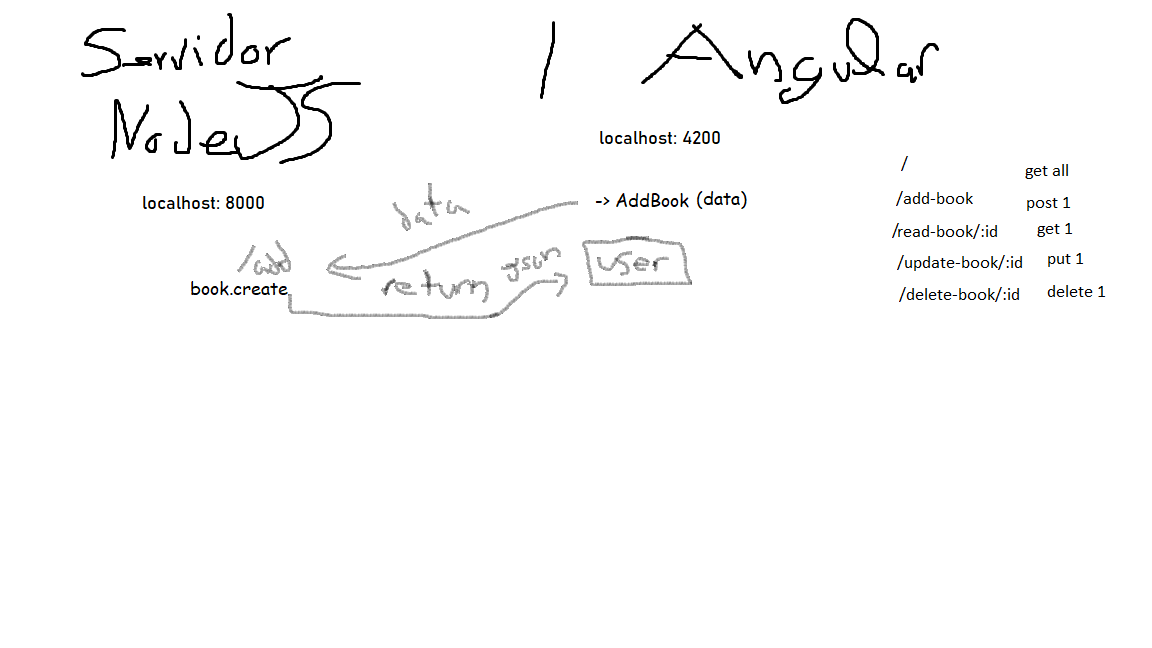 Servidor
NodeJS
/ Angular
localhost: 4200
localhost: 8000
/ get all
/add-book post 1
/read-book/:id get 1
/update-book/:id put 1
/delete-book/:id delete 1
data
-> AddBook (data)
/add
book.create
return json
user